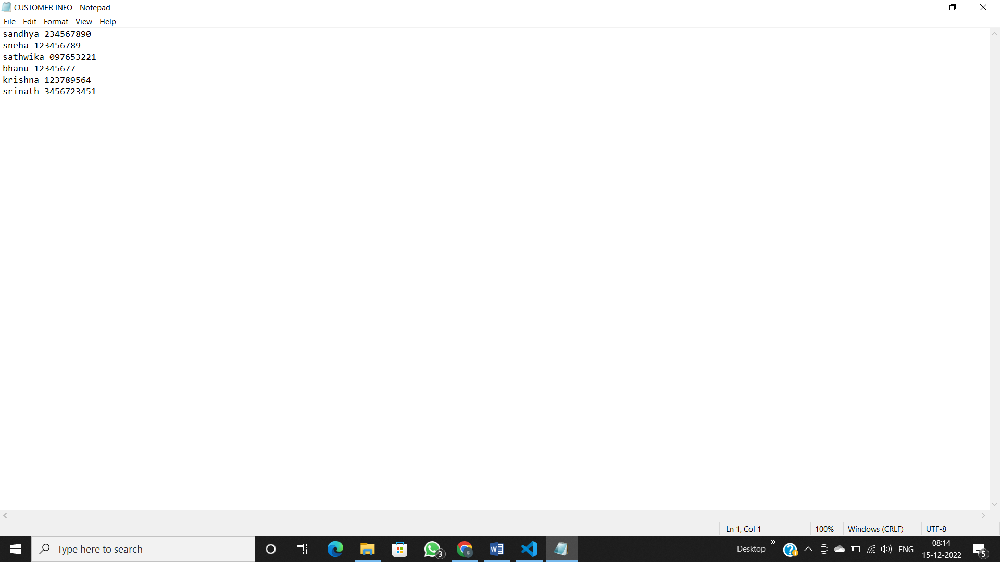 CUSTOMER INFO - Notepad
File Edit Format View Help
sandhya 234567890
sneha 123456789
sathwika 097653221
bhanu 12345677
krishna 123789564
srinath 3456723451
Ln 1, Col 1 100% Windows (CRLF) UTF-8
Type here to search
3
Desktop
ENG
08:14
15-12-2022
5